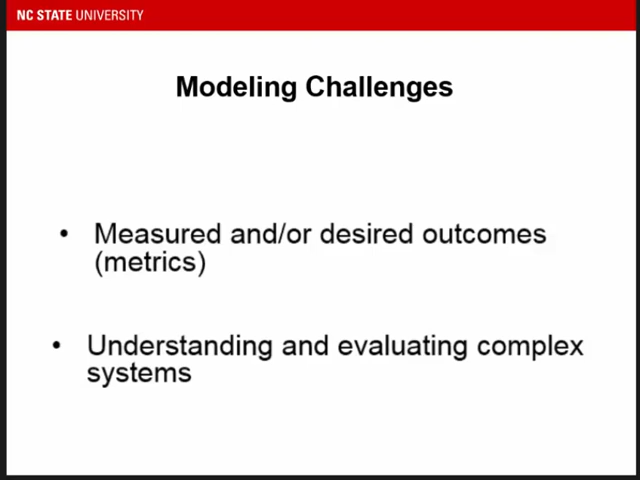 NC STATE UNIVERSITY
Modeling Challenges
• Measured and/or desired outcomes
(metrics)
• Understanding and evaluating complex
systems